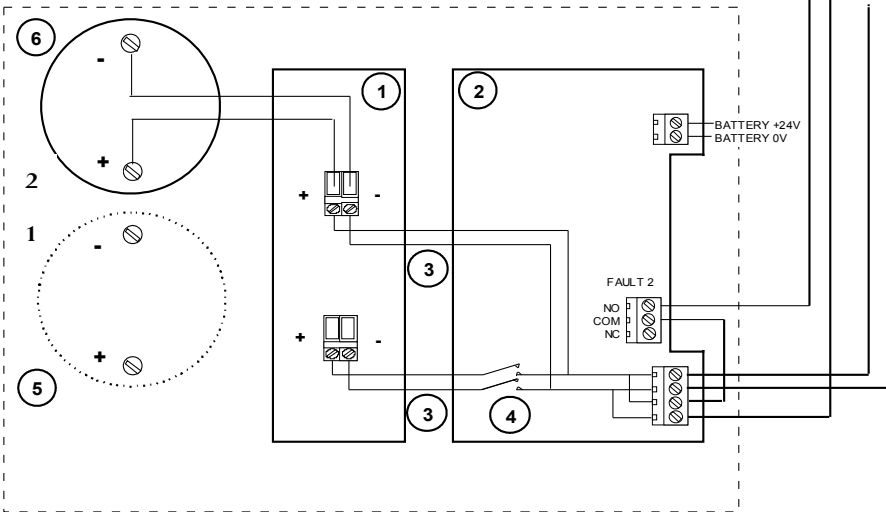 6
-
+
2
1
-
+
5
1
+ -
+ -
3
3
2
BATTERY +24V
BATTERY 0V
FAULT 2
NO
COM
NC
4